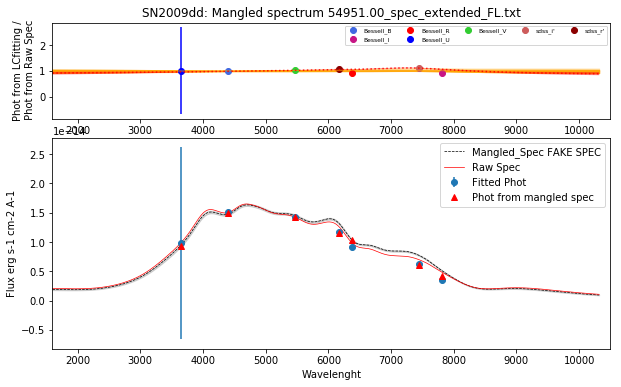 SN2009dd: Mangled spectrum 54951.00_spec_extended_FL.txt
Phot from LCfitting /
Phot from Raw Spec
Bessell_B
Bessell_I
Bessell_R
Bessell_U
Bessell_V
sdss_i'
sdss_r'
2
1
0
2000 3000 4000 5000 6000 7000 8000 9000 10000
1e−14
Flux erg s-1 cm-2 A-1
Mangled_Spec FAKE SPEC
Raw Spec
Fitted Phot
Phot from mangled spec
2.5
2.0
1.5
1.0
0.5
0.0
−0.5
2000 3000 4000 5000 6000 7000 8000 9000 10000
Wavelenght